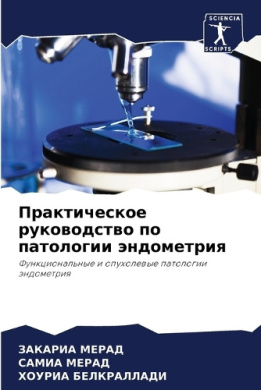 SCIENCIA
SCRIPTS
Практическое
руководство по
патологии эндометрия
Функциональные и опухолевые патологии
эндометрия
ЗАКАРИА МЕРАД
САМИА МЕРАД
ХОУРИА БЕЛКРАЛЛАДИ